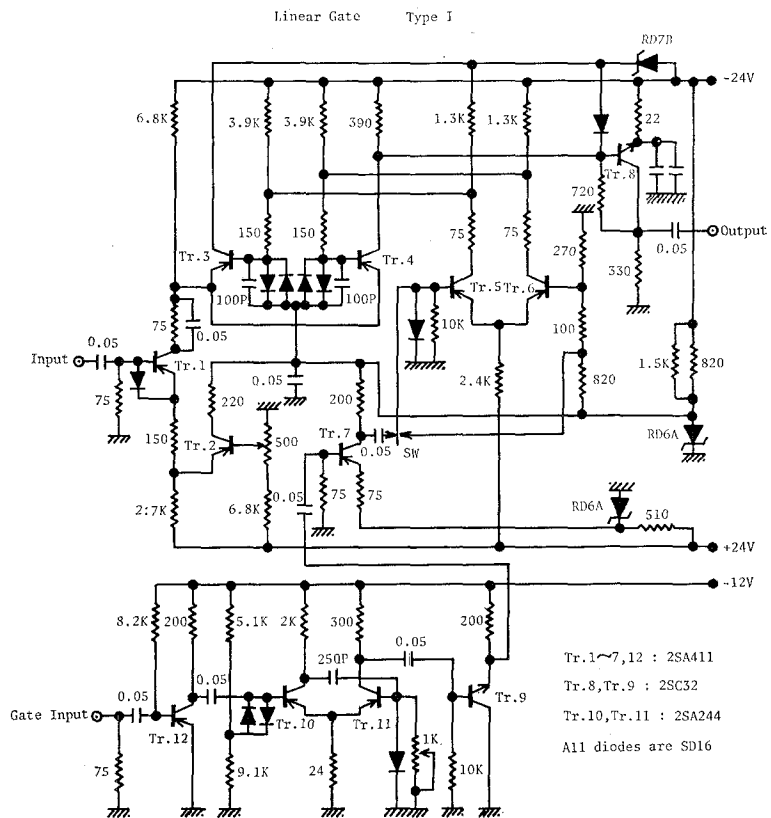 Linear Gate Type I
RD7B
-24V
6.8K
3.9K
3.9K
390
1.3K
1.3K
22
Tr.8
720
150
150
75
75
270
0.05
Output
Tr.3
Tr.4
100P
100P
Tr.5
Tr.6
330
75
0.05
10K
100
0.05
Input
Tr.1
2.4K
820
1.5K
820
75
220
0.05
200
150
Tr.2
500
Tr.7
0.05
SW
RD6A
0.05
2:7K
6.8K
75
75
RD6A
510
+24V
-12V
8.2K
200
5.1K
2K
300
0.05
200
250P
0.05
0.05
Tr.1~7,12 : 2SA411
Tr.8,Tr.9 : 2SC32
Tr.10,Tr.11 : 2SA244
All diodes are SD16
Gate Input
Tr.12
Tr.10
Tr.11
Tr.9
1K
75
9.1K
24
10K